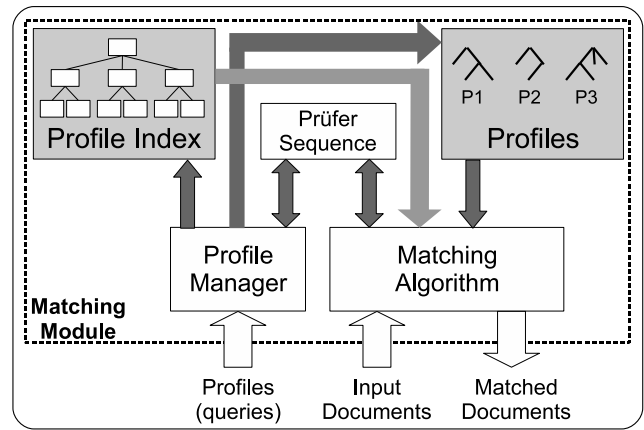 P1 P2 P3
Profile Index
Prüfer
Sequence
Profiles
Profile
Manager
Matching
Algorithm
Matching
Module
Profiles
(queries)
Input
Documents
Matched
Documents